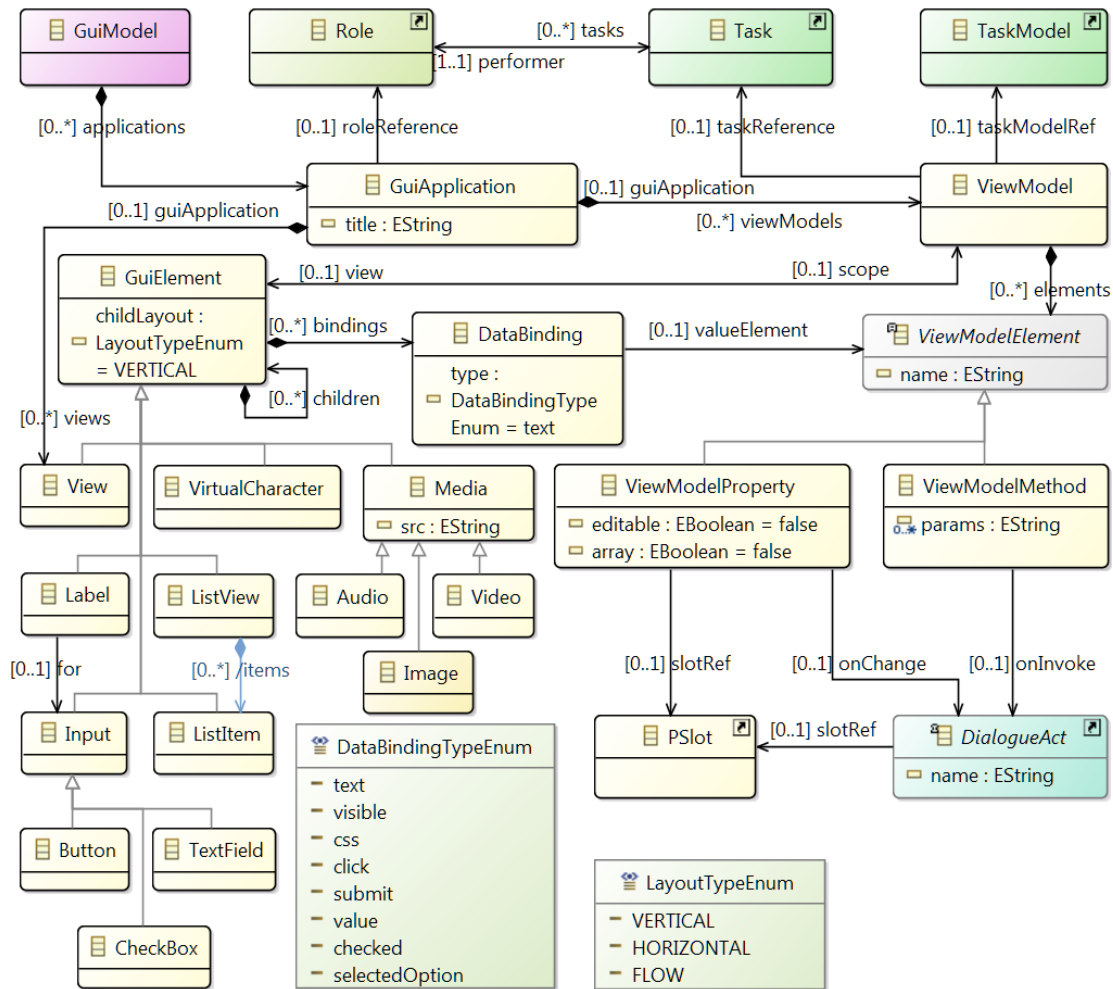 GuiModel
Role
Task
TaskModel
[0..*] tasks
[1..1] performer
[0..*] applications
[0..1] roleReference
[0..1] taskReference
[0..1] taskModelRef
GuiApplication
title : EString
[0..1] guiApplication
[0..*] viewModels
ViewModel
[0..1] guiApplication
GuiElement
childLayout :
LayoutTypeEnum
= VERTICAL
[0..1] view
[0..1] scope
[0..*] elements
[0..*] bindings
DataBinding
type :
DataBindingType
Enum = text
[0..1] valueElement
ViewModelElement
name : EString
[0..*] children
[0..*] views
View
VirtualCharacter
Media
src : EString
ViewModelProperty
editable : EBoolean = false
array : EBoolean = false
ViewModelMethod
0..* params : EString
Label
ListView
Audio
Video
[0..1] for
[0..*] /items
Image
[0..1] slotRef
[0..1] onChange
[0..1] onInvoke
Input
ListItem
PSlot
[0..1] slotRef
DialogueAct
name : EString
DataBindingTypeEnum
text
visible
css
click
submit
value
checked
selectedOption
Button
TextField
CheckBox
LayoutTypeEnum
VERTICAL
HORIZONTAL
FLOW